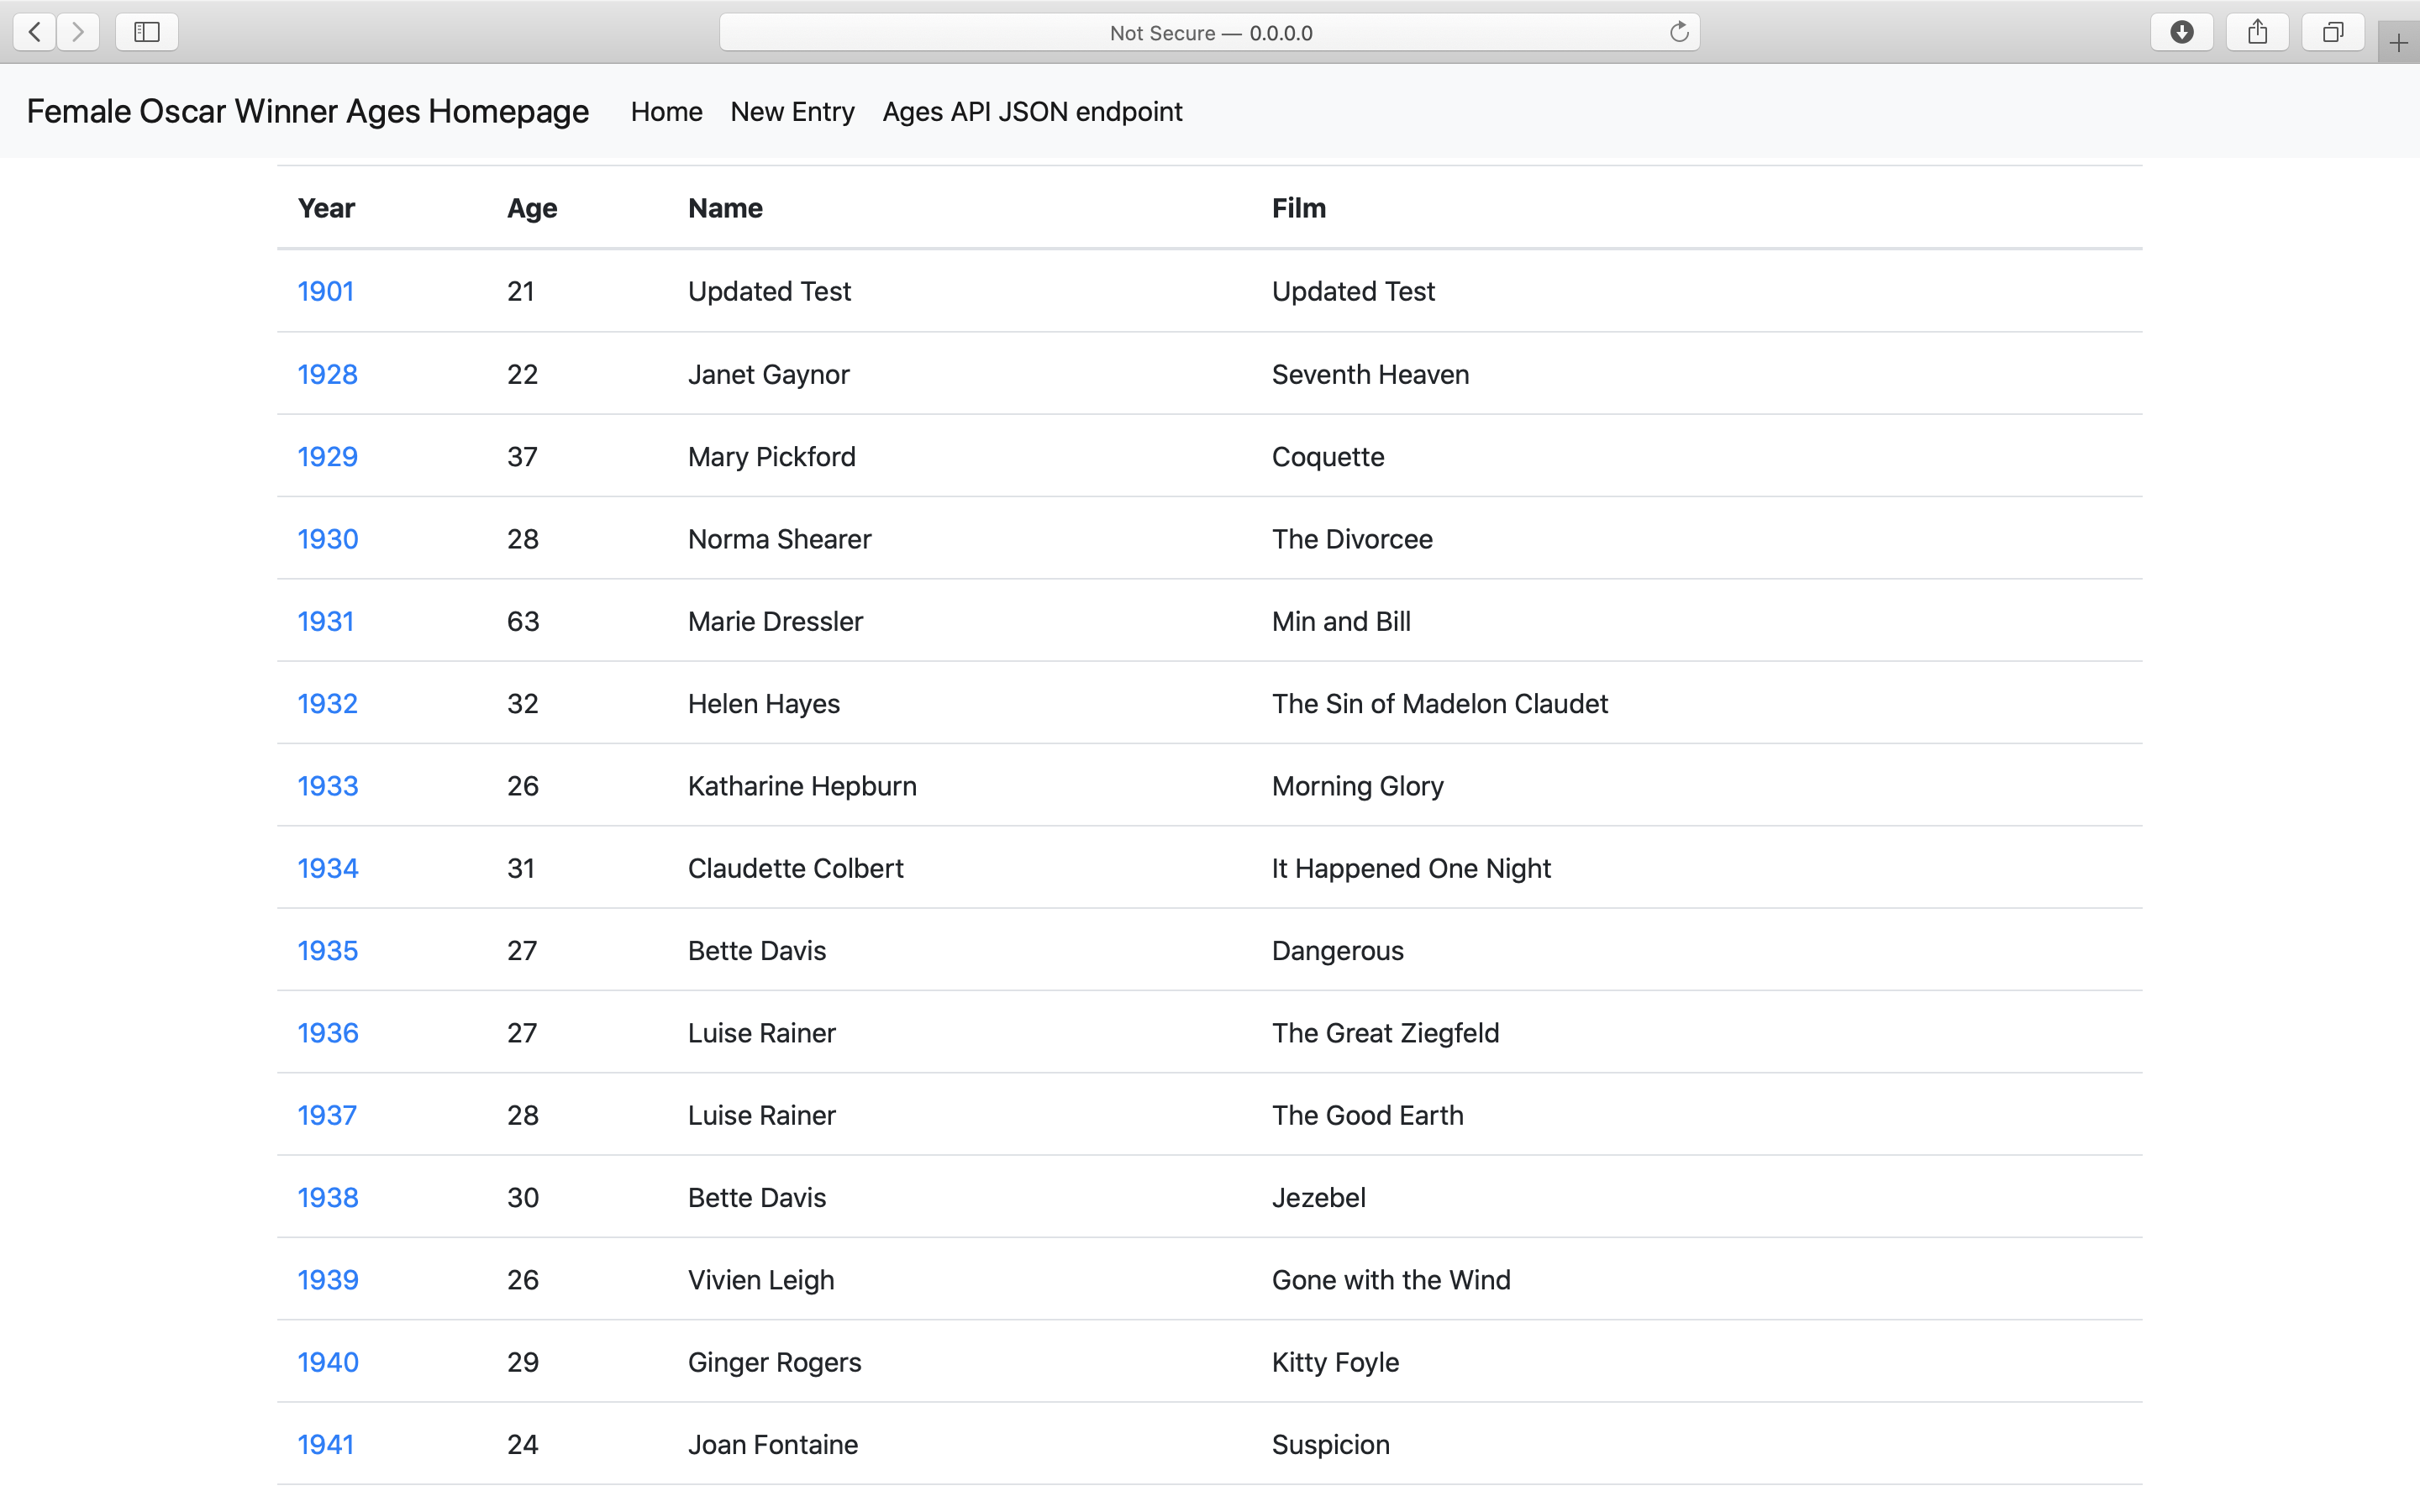 Not Secure — 0.0.0.0
Female Oscar Winner Ages Homepage Home New Entry Ages API JSON endpoint
Year Age Name Film
1901 21 Updated Test Updated Test
1928 22 Janet Gaynor Seventh Heaven
1929 37 Mary Pickford Coquette
1930 28 Norma Shearer The Divorcee
1931 63 Marie Dressler Min and Bill
1932 32 Helen Hayes The Sin of Madelon Claudet
1933 26 Katharine Hepburn Morning Glory
1934 31 Claudette Colbert It Happened One Night
1935 27 Bette Davis Dangerous
1936 27 Luise Rainer The Great Ziegfeld
1937 28 Luise Rainer The Good Earth
1938 30 Bette Davis Jezebel
1939 26 Vivien Leigh Gone with the Wind
1940 29 Ginger Rogers Kitty Foyle
1941 24 Joan Fontaine Suspicion